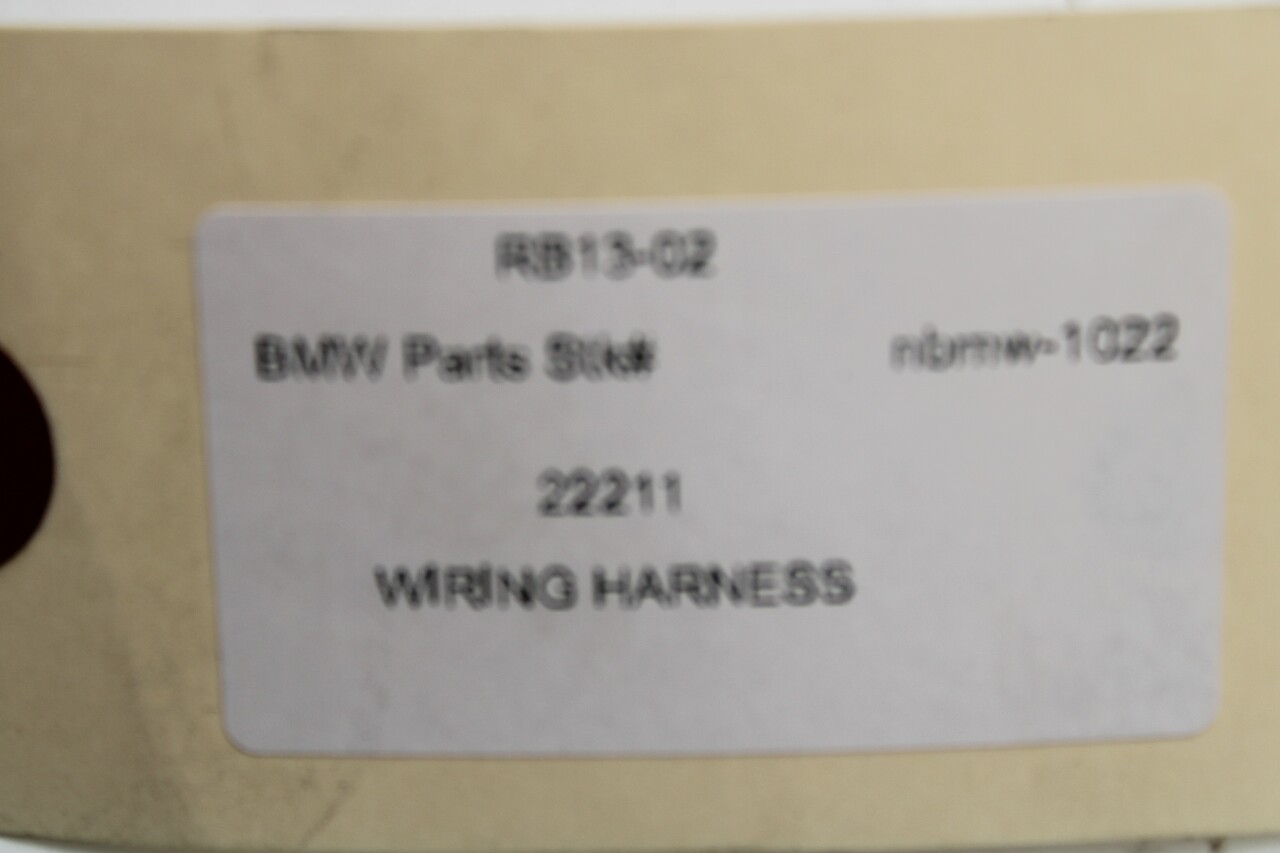 RB13-02
BMW Parts Stk# nbmw-1022
22211
WIRING HARNESS